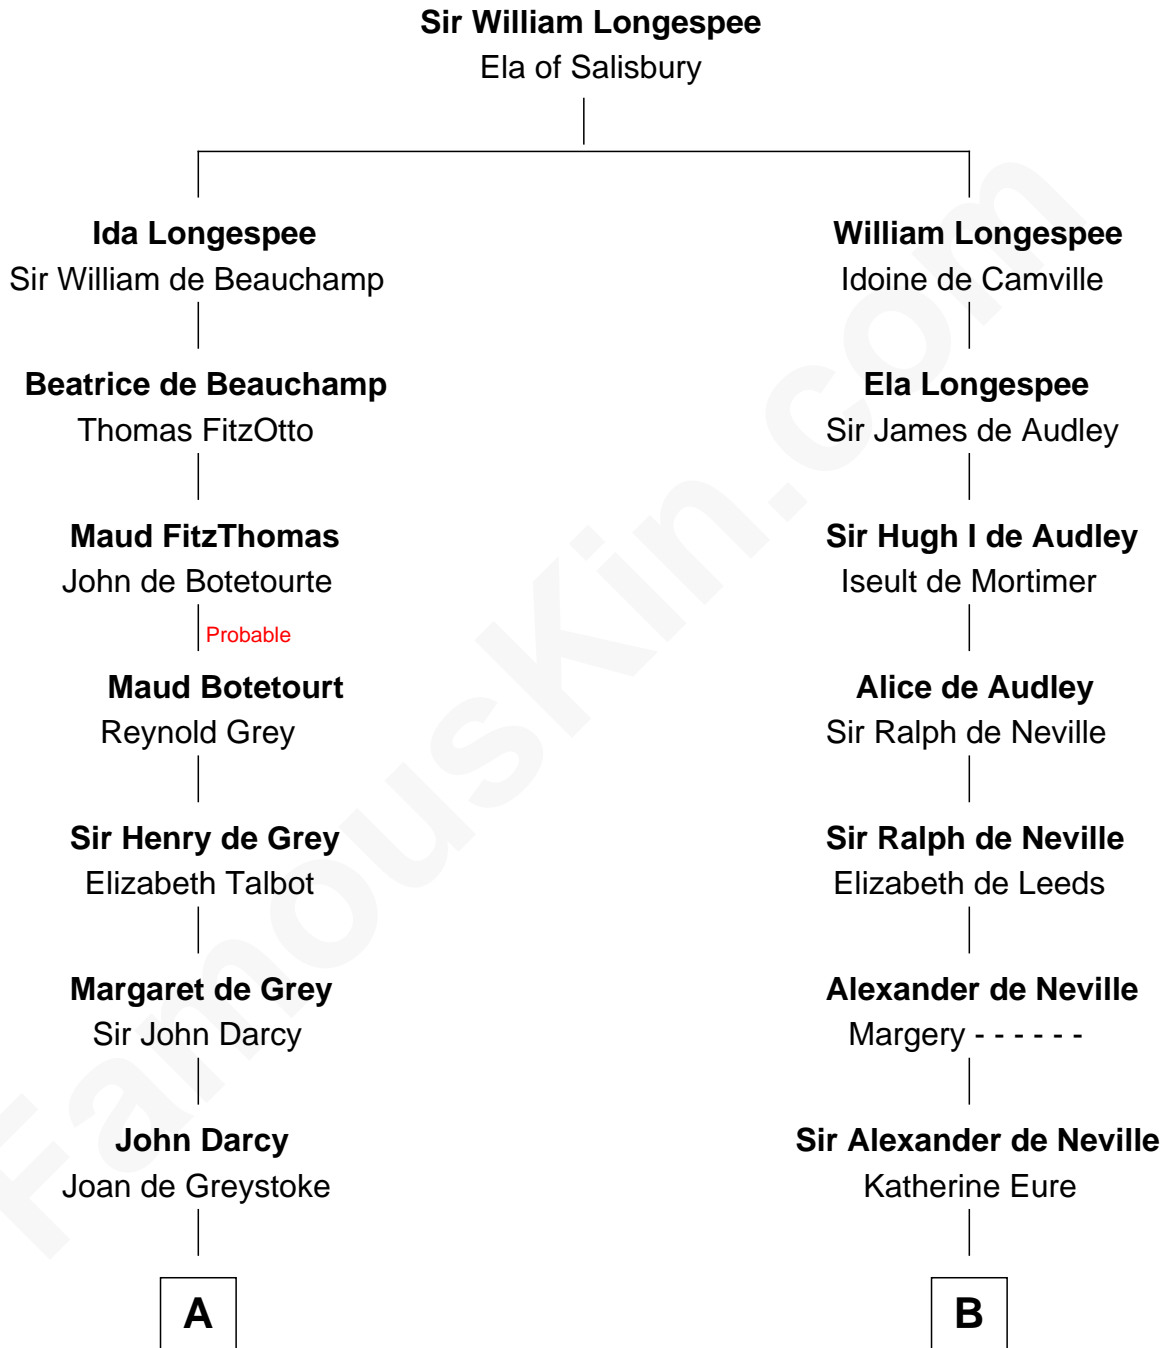 Sir William Longespee
Ela of Salisbury
Ida Longespee
Sir William de Beauchamp
William Longespee
Idoine de Camville
Beatrice de Beauchamp
Thomas FitzOtto
Ela Longespee
Sir James de Audley
Maud FitzThomas
John de Botetourte
Probable
Sir Hugh I de Audley
Iseult de Mortimer
Maud Botetourt
Reynold Grey
Alice de Audley
Sir Ralph de Neville
Sir Henry de Grey
Elizabeth Talbot
Sir Ralph de Neville
Elizabeth de Leeds
Margaret de Grey
Sir John Darcy
Alexander de Neville
Margery - - - - - -
John Darcy
Joan de Greystoke
Sir Alexander de Neville
Katherine Eure
A
B
FamousKin.com